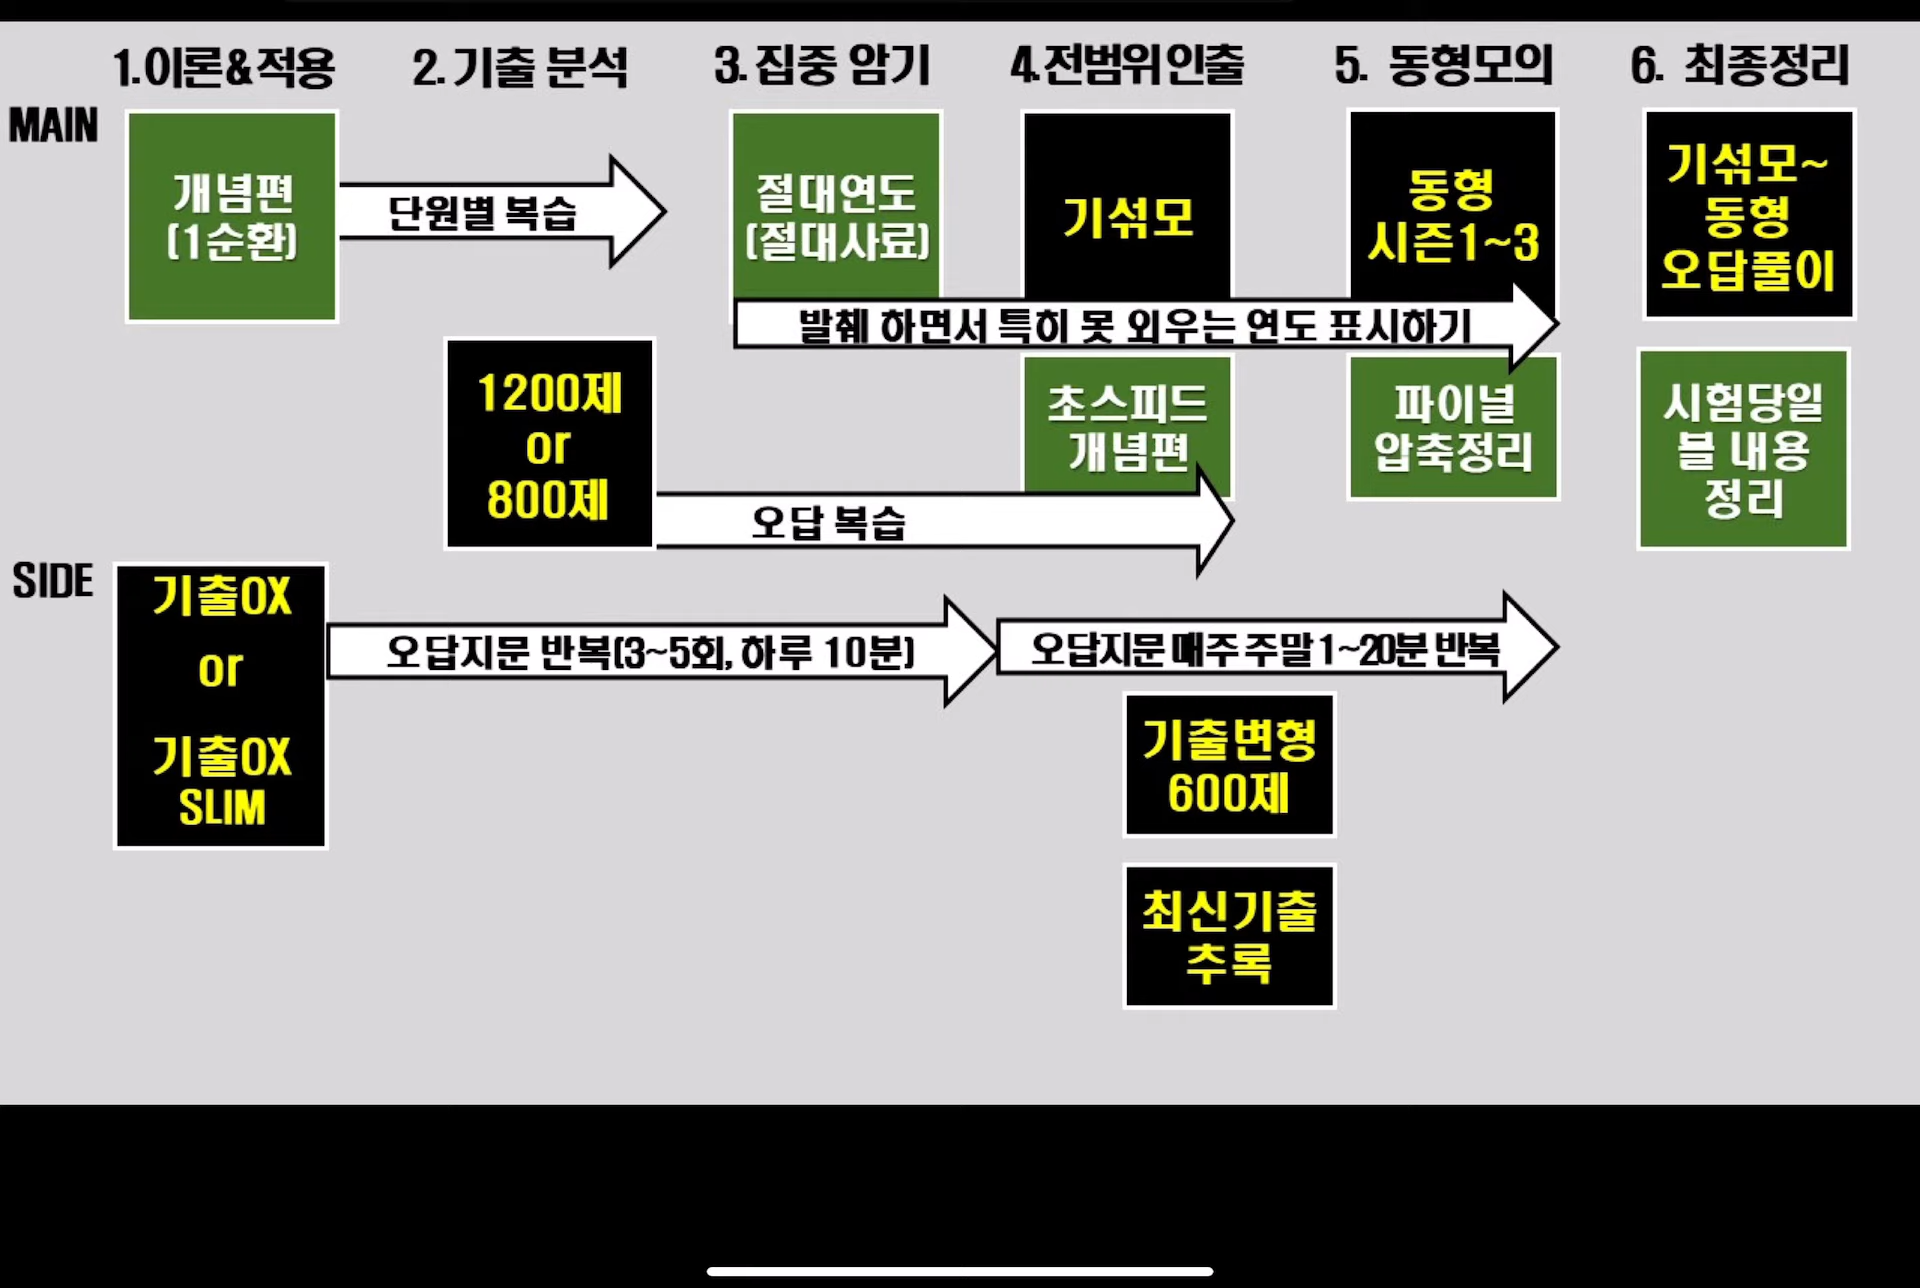 1.이론&적용
2. 기출 분석
3. 집중 암기
4.전범위인출
5. 동형모의
6. 최종정리
MAIN
개념편
(1순환)
단원별 복습
절대연도
(절대사료)
기섞모
동형
시즌1~3
기섞모~
동형
오답풀이
발췌 하면서 특히 못 외우는 연도 표시하기
1200제
or
800제
초스피드
개념편
파이널
압축정리
시험당일
볼 내용
정리
오답 복습
SIDE
기출OX
or
기출OX
SLIM
오답지문 반복(3~5회, 하루 10분)
오답지문 매주 주말 1~20분 반복
기출변형
600제
최신기출
추록